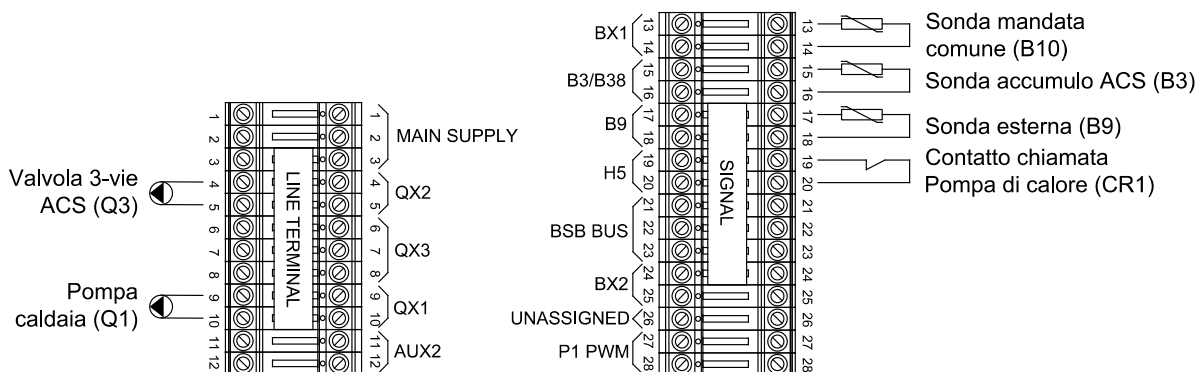 Valvola 3-vie
ACS (Q3)
Pompa
caldaia (Q1)
1
2
3
4
5
6
7
8
9
10
11
12
LINE TERMINAL
1
2
3
4
5
6
7
8
9
10
11
12
MAIN SUPPLY
QX2
QX3
QX1
AUX2
BX1
B3/B38
B9
H5
BSB BUS
BX2
UNASSIGNED
P1 PWM
13
14
15
16
17
18
19
20
21
22
23
24
25
26
27
28
SIGNAL
13
14
15
16
17
18
19
20
21
22
23
24
25
26
27
28
Sonda mandata
comune (B10)
Sonda accumulo ACS (B3)
Sonda esterna (B9)
Contatto chiamata
Pompa di calore (CR1)